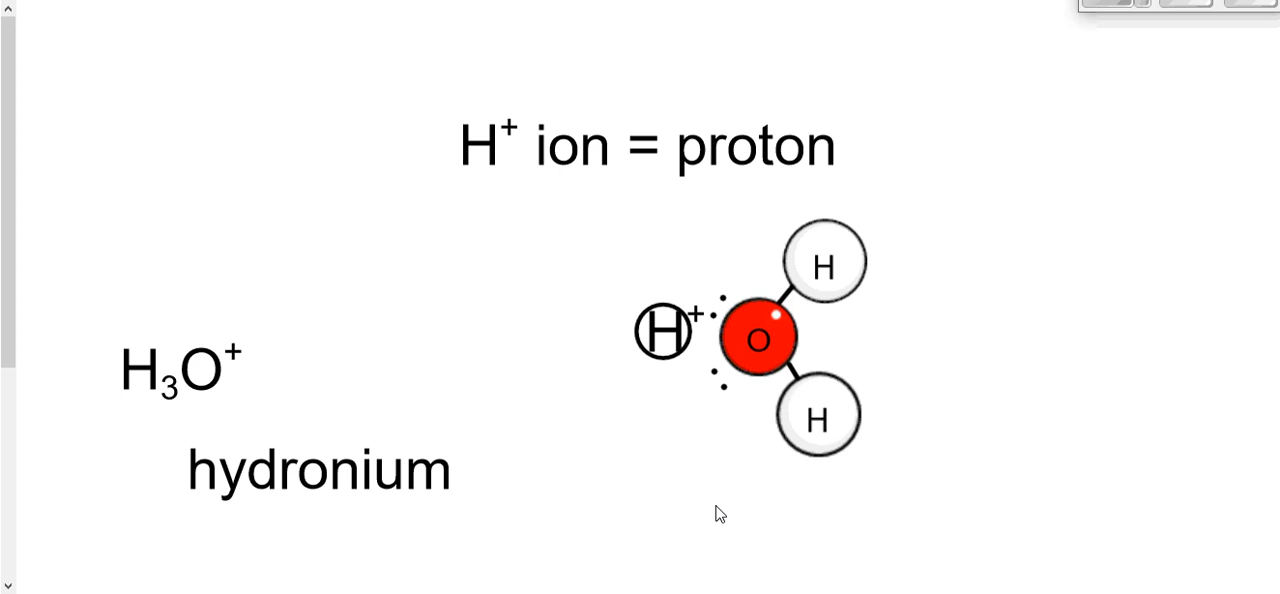 H⁺ ion = proton
H
H⁺
O
H₃O⁺
H
hydronium